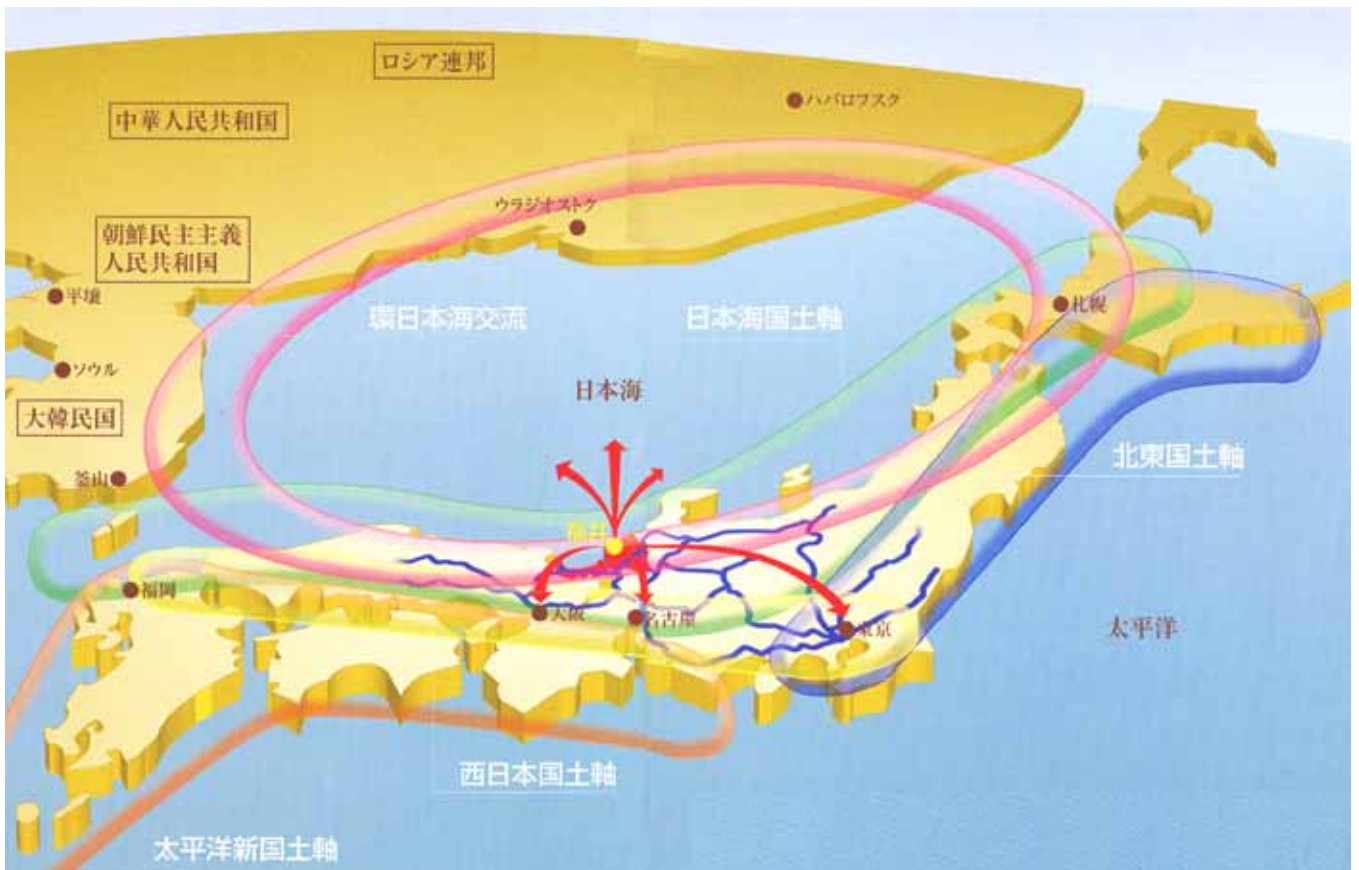 ロシア連邦
ハバロフスク
中華人民共和国
ウラジオストク
朝鮮民主主義
人民共和国
平壌
札幌
環日本海交流
日本海国土軸
ソウル
日本海
大韓民国
北東国土軸
釜山
福井
福岡
大阪
名古屋
東京
太平洋
西日本国土軸
太平洋新国土軸